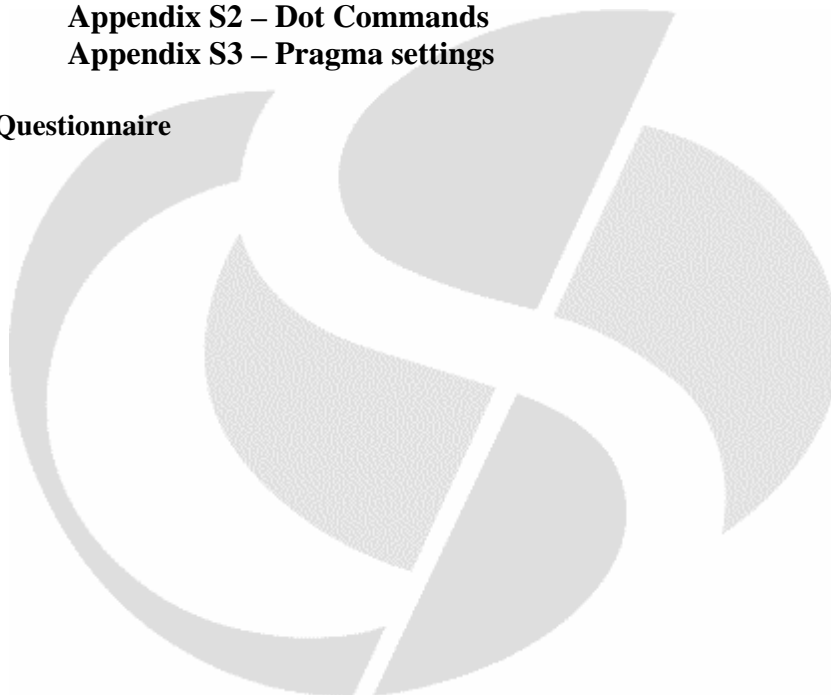 Appendix S2 – Dot Commands
Appendix S3 – Pragma settings
Questionnaire